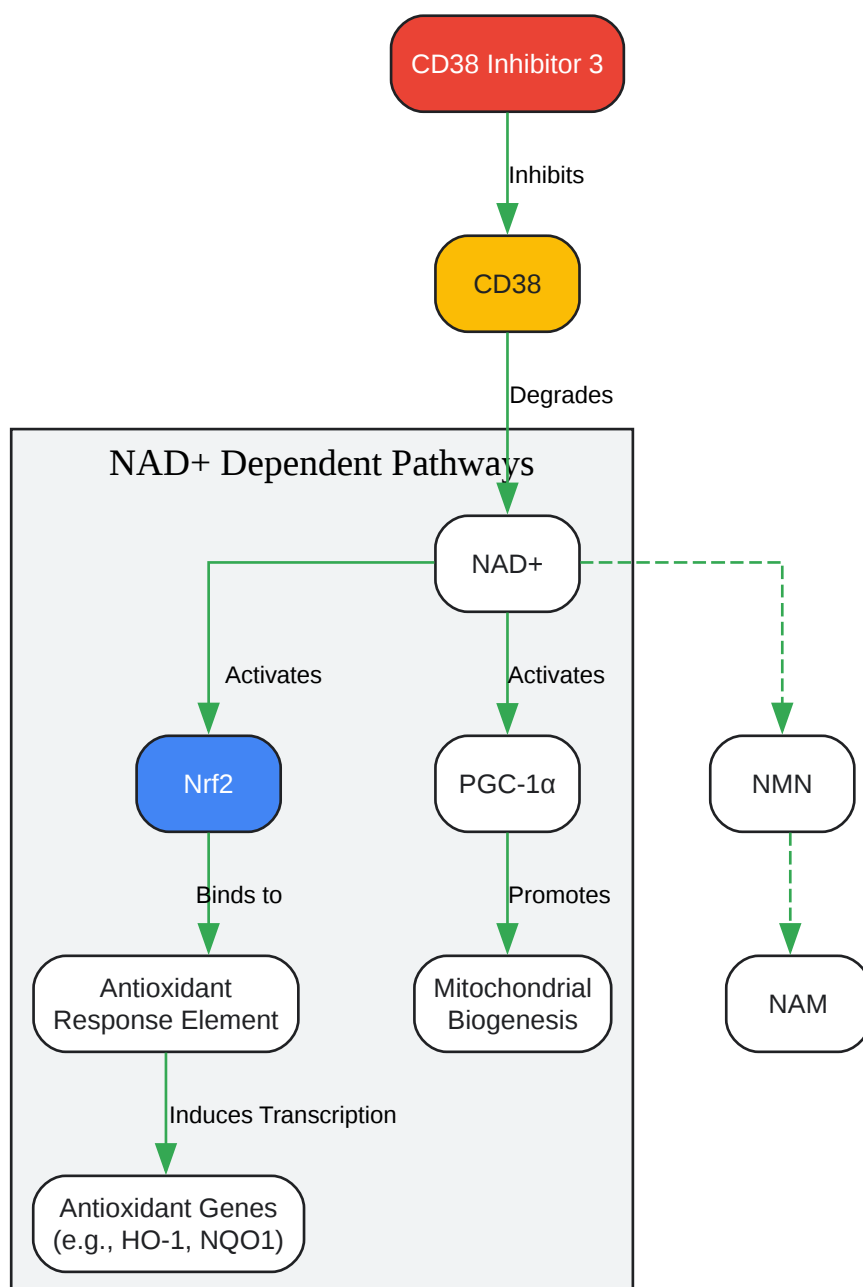 CD38 Inhibitor 3
Inhibits
CD38
Degrades
NAD+ Dependent Pathways
NAD+
Activates
Activates
Nrf2
PGC-1α
NMN
Binds to
Promotes
Antioxidant
Response Element
Mitochondrial
Biogenesis
NAM
Induces Transcription
Antioxidant Genes
(e.g., HO-1, NQO1)